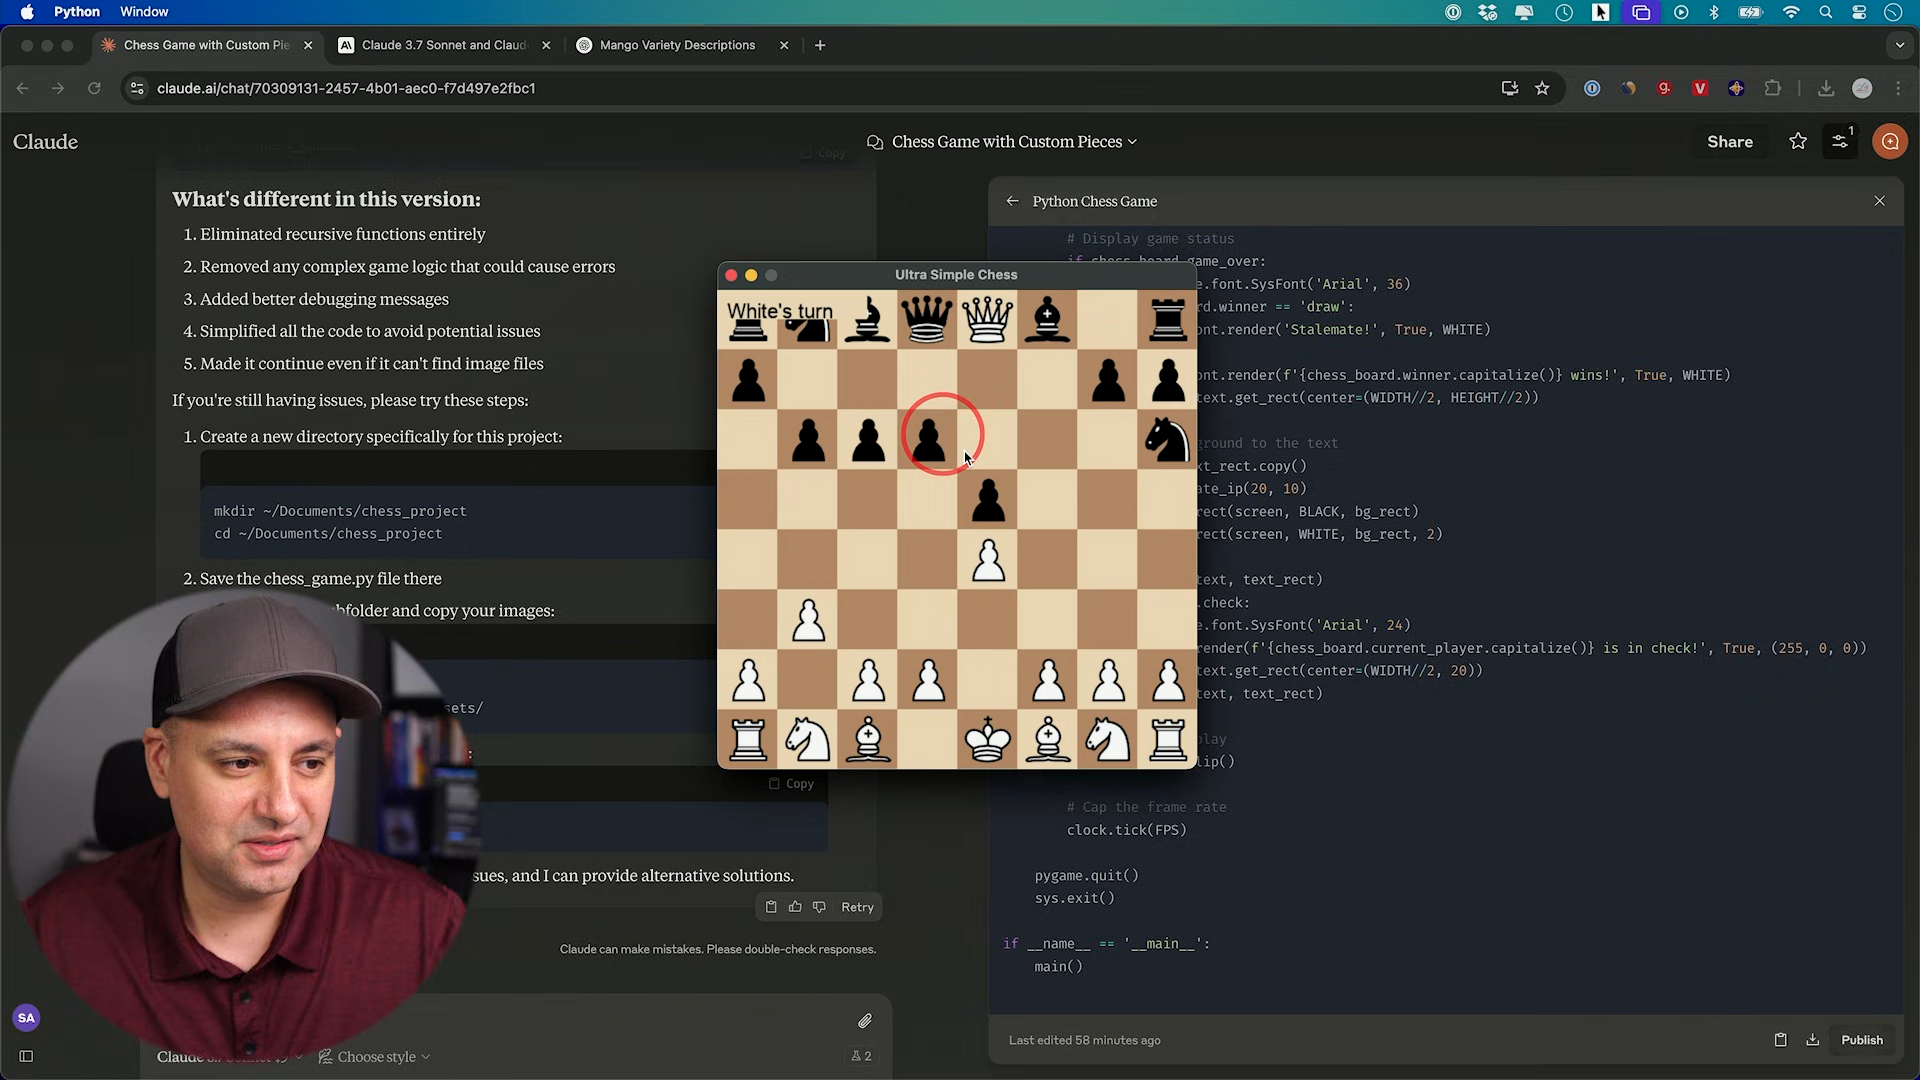 Python Window
Chess Game with Custom Pie
Claude 3.7 Sonnet and Claud
Mango Variety Descriptions
claude.ai/chat/70309131-2457-4b01-aec0-f7d497e2fbc1
Claude
Chess Game with Custom Pieces
Share
1
Copy
What's different in this version:
1. Eliminated recursive functions entirely
2. Removed any complex game logic that could cause errors
3. Added better debugging messages
4. Simplified all the code to avoid potential issues
5. Made it continue even if it can't find image files
If you're still having issues, please try these steps:
1. Create a new directory specifically for this project:
mkdir ~/Documents/chess_project
cd ~/Documents/chess_project
2. Save the chess_game.py file there
bfolder and copy your images:
sets/
:
Copy
sues, and I can provide alternative solutions.
Retry
Claude can make mistakes. Please double-check responses.
SA
Claude
Choose style
2
Ultra Simple Chess
White's turn
Python Chess Game
# Display game status
if chess_board.game_over:
e.font.SysFont('Arial', 36)
rd.winner == 'draw':
ont.render('Stalemate!', True, WHITE)
ont.render(f'{chess_board.winner.capitalize()} wins!', True, WHITE)
text.get_rect(center=(WIDTH//2, HEIGHT//2))
ground to the text
xt_rect.copy()
ate_ip(20, 10)
rect(screen, BLACK, bg_rect)
rect(screen, WHITE, bg_rect, 2)
text, text_rect)
.check:
e.font.SysFont('Arial', 24)
render(f'{chess_board.current_player.capitalize()} is in check!', True, (255, 0, 0))
text.get_rect(center=(WIDTH//2, 20))
text, text_rect)
play
lip()
# Cap the frame rate
clock.tick(FPS)
pygame.quit()
sys.exit()
if __name__ == '__main__':
main()
Last edited 58 minutes ago
Publish